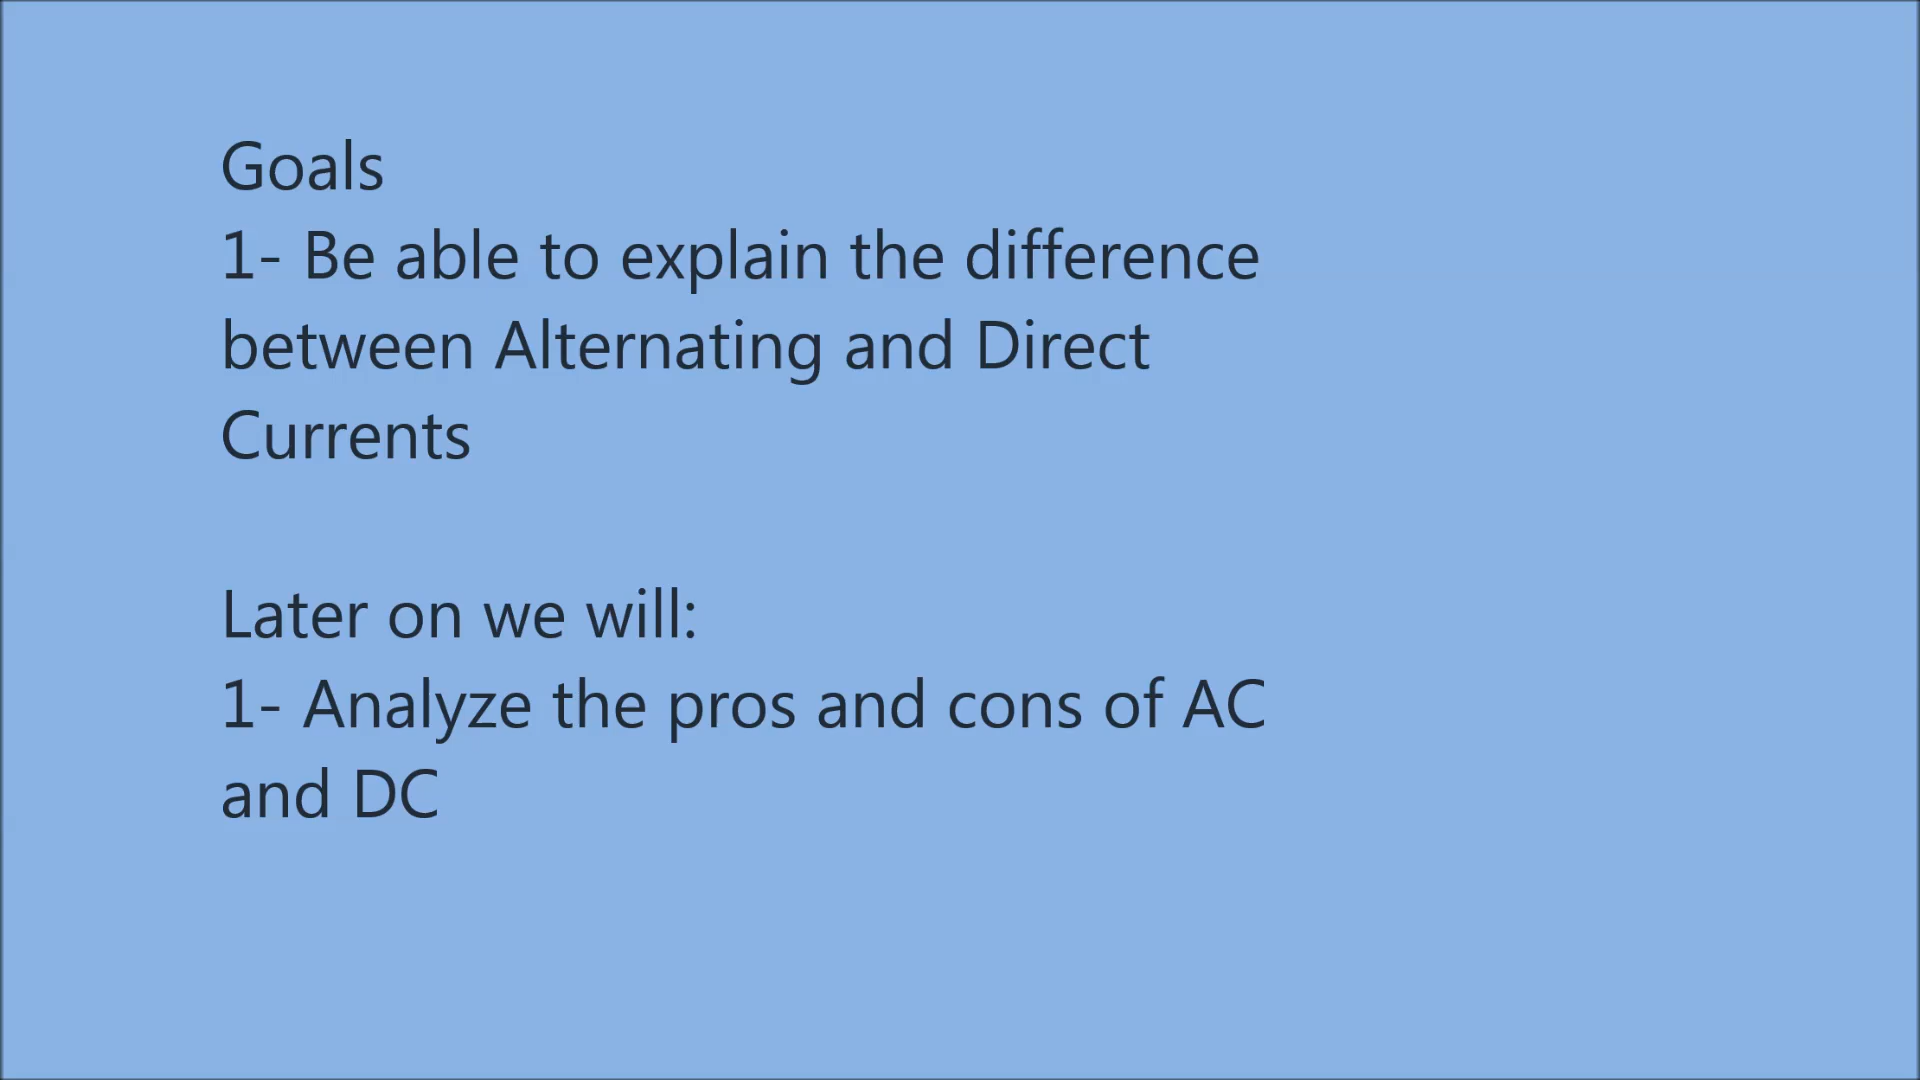 Goals
1- Be able to explain the difference
between Alternating and Direct
Currents
Later on we will:
1- Analyze the pros and cons of AC
and DC